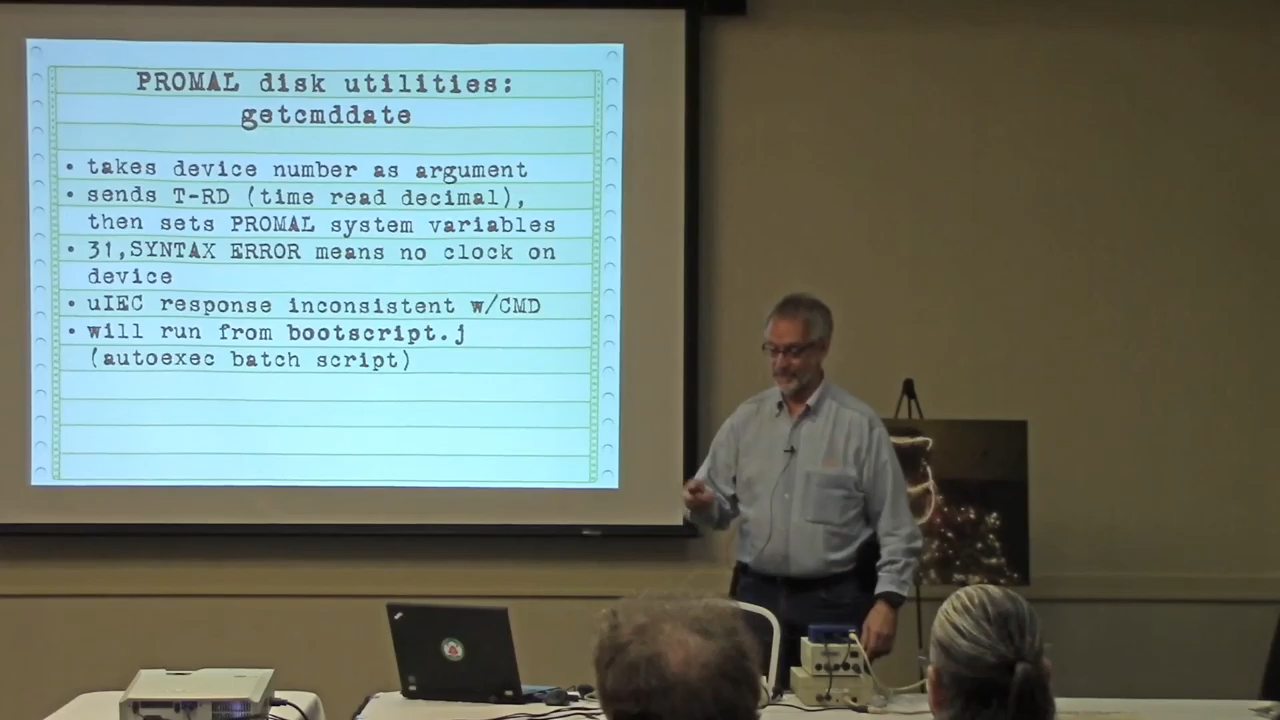 PROMAL disk utilities:
getcmddate
• takes device number as argument
• sends T-RD (time read decimal),
then sets PROMAL system variables
• 31,SYNTAX ERROR means no clock on
device
• uIEC response inconsistent w/CMD
• will run from bootscript.j
(autoexec batch script)